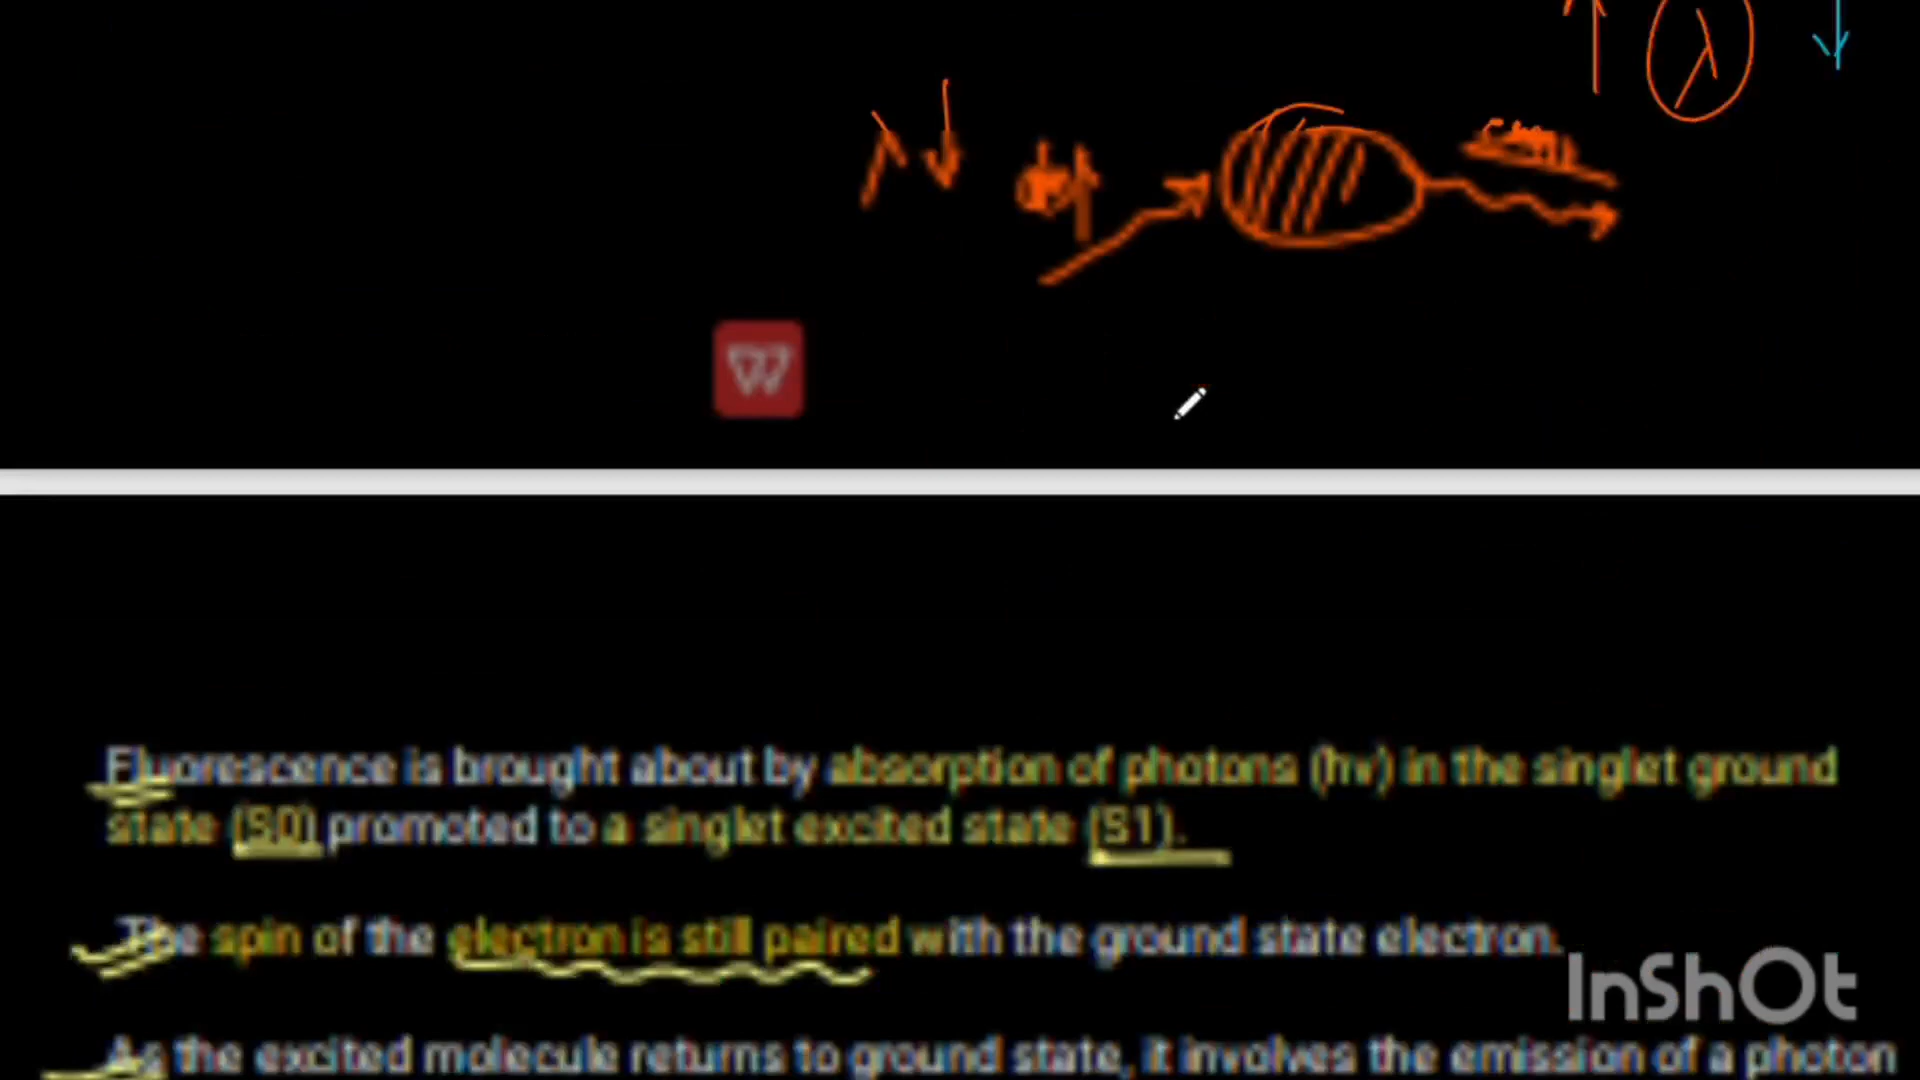 λ
λ
Fluorescence is brought about by absorption of photons (hv) in the singlet ground
state (S0) promoted to a singlet excited state (S1).
The spin of the electron is still paired with the ground state electron.
InShOt
As the excited molecule returns to ground state, it involves the emission of a photon